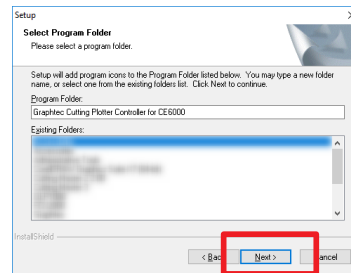 Setup
Select Program Folder
Please select a program folder.
Setup will add program icons to the Program Folder listed below. You may type a new folder
name, or select one from the existing folders list. Click Next to continue.
Program Folder:
Graphtec Cutting Plotter Controller for CE6000
Existing Folders:
InstallShield
< Back
Next >
Cancel